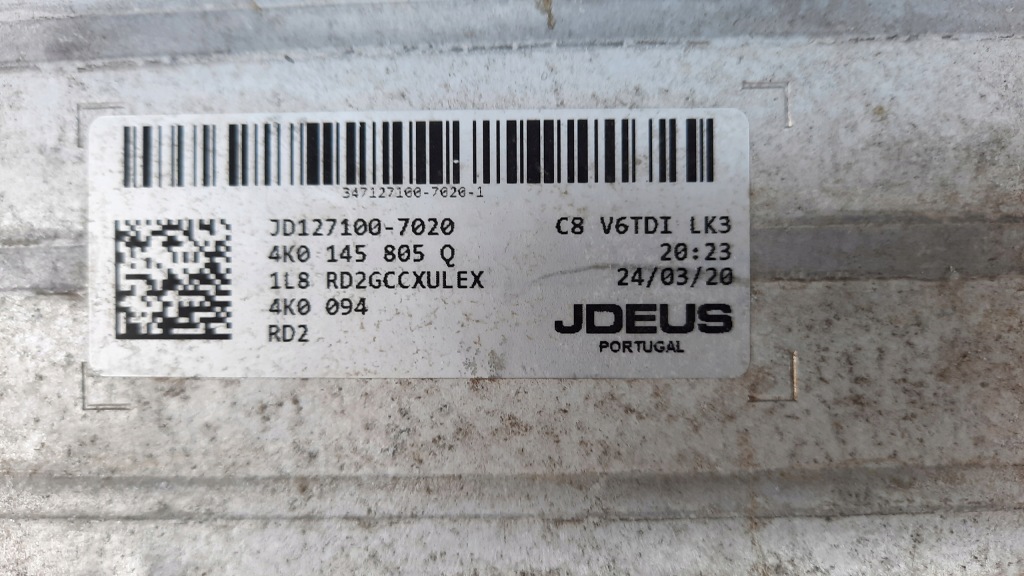 347127100-7020-1
JD127100-7020
4K0 145 805 Q
1L8 RD2GCCXULEX
4K0 094
RD2
C8 V6TDI LK3
20:23
24/03/20
JDEUS
PORTUGAL